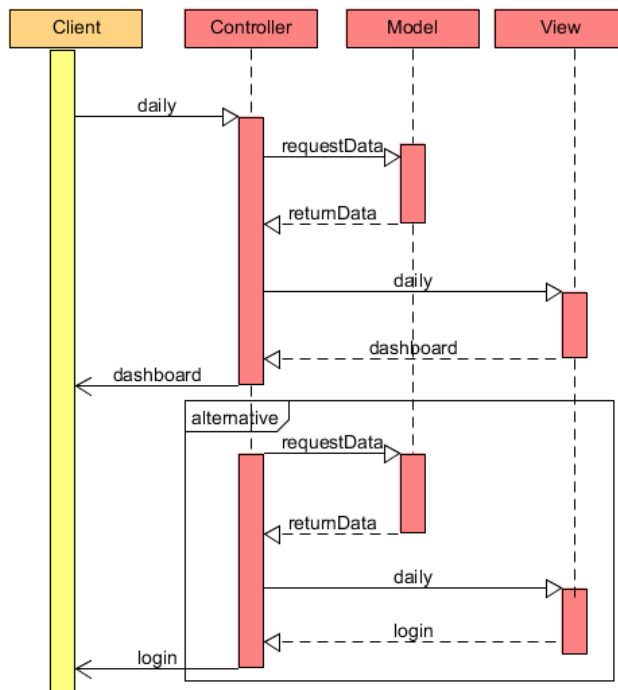 Client
Controller
Model
View
daily
requestData
returnData
daily
dashboard
dashboard
alternative
requestData
returnData
daily
login
login